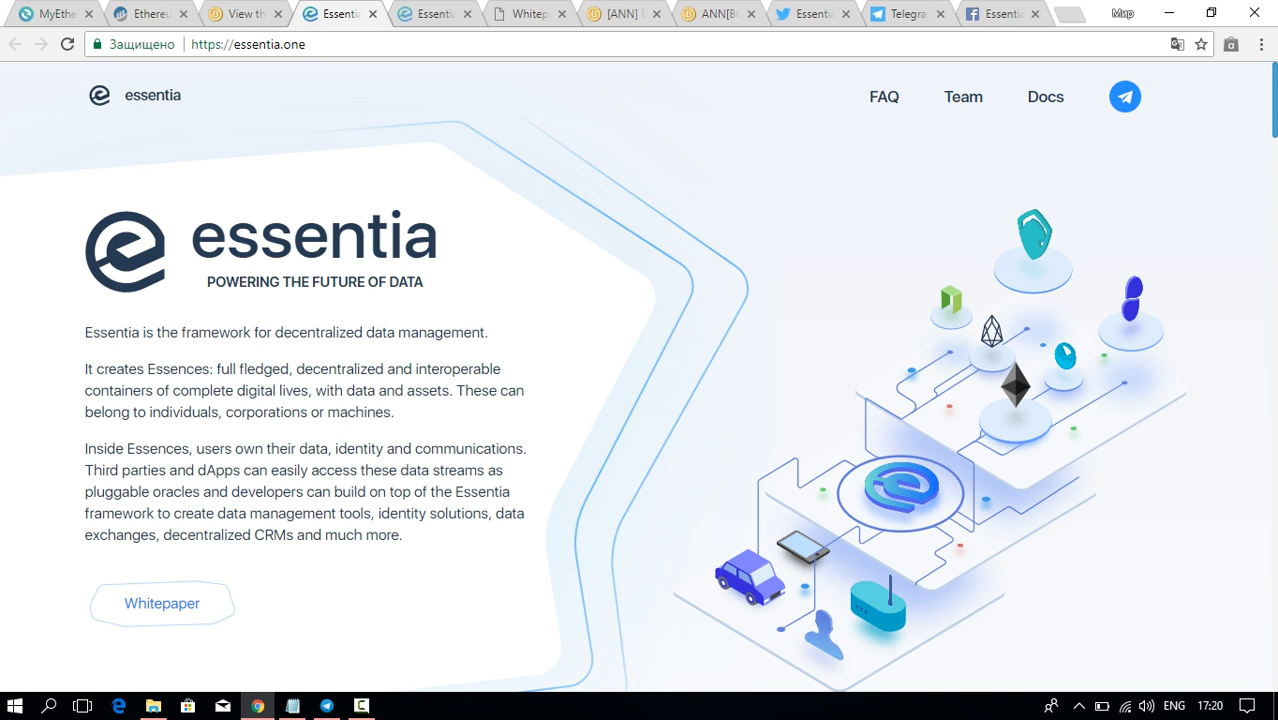 MyEthe
Ethereu
View th
Essentia
Essentia
Whitep
[ANN] E
ANN[BO
Essentia
Telegra
Essentia
Мир
Защищено
https://essentia.one
essentia
FAQ
Team
Docs
essentia
POWERING THE FUTURE OF DATA
Essentia is the framework for decentralized data management.
It creates Essences: full fledged, decentralized and interoperable
containers of complete digital lives, with data and assets. These can
belong to individuals, corporations or machines.
Inside Essences, users own their data, identity and communications.
Third parties and dApps can easily access these data streams as
pluggable oracles and developers can build on top of the Essentia
framework to create data management tools, identity solutions, data
exchanges, decentralized CRMs and much more.
Whitepaper
ENG
17:20